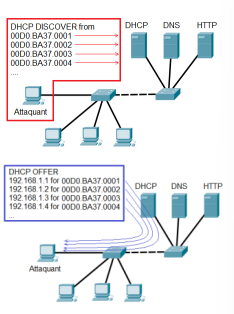 DHCP DISCOVER from
00D0.BA37.0001
00D0.BA37.0002
00D0.BA37.0003
00D0.BA37.0004
....
DHCP DNS HTTP
Attaquant
DHCP OFFER
192.168.1.1 for 00D0.BA37.0001
192.168.1.2 for 00D0.BA37.0002
192.168.1.3 for 00D0.BA37.0003
192.168.1.4 for 00D0.BA37.0004
...
DHCP DNS HTTP
Attaquant